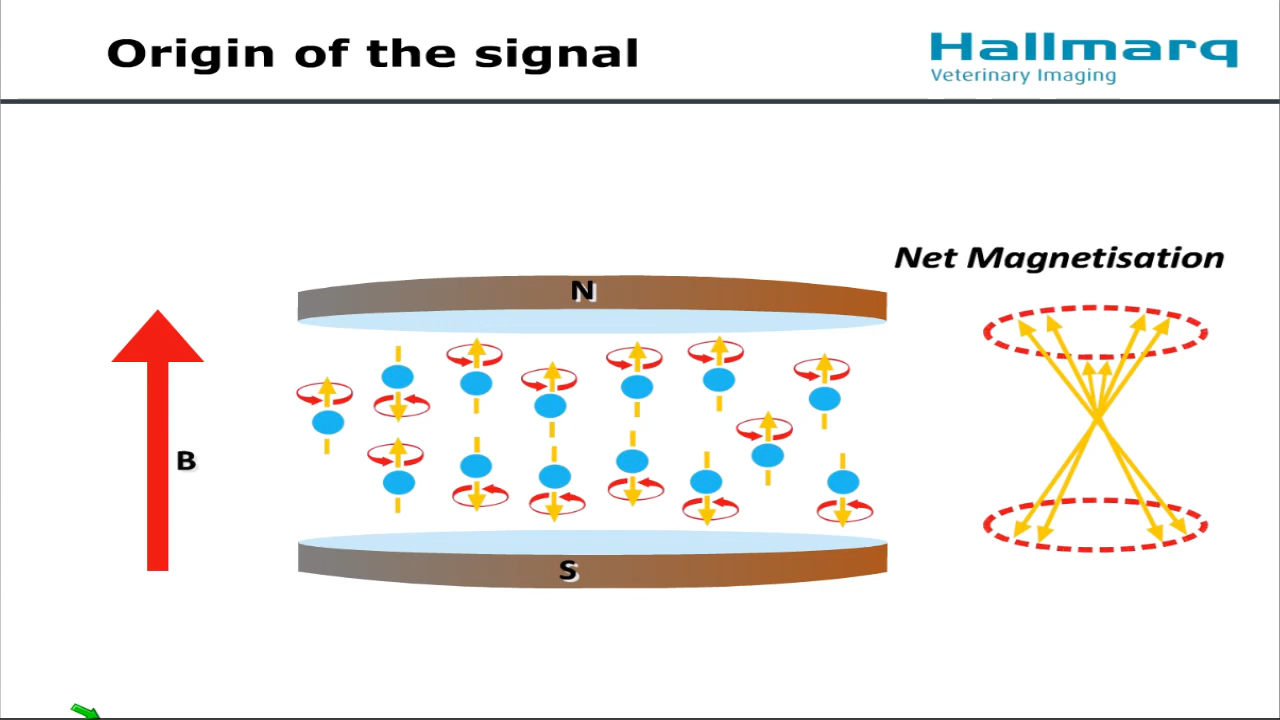 Origin of the signal
Hallmarq
Veterinary Imaging
Net Magnetisation
N
B
S